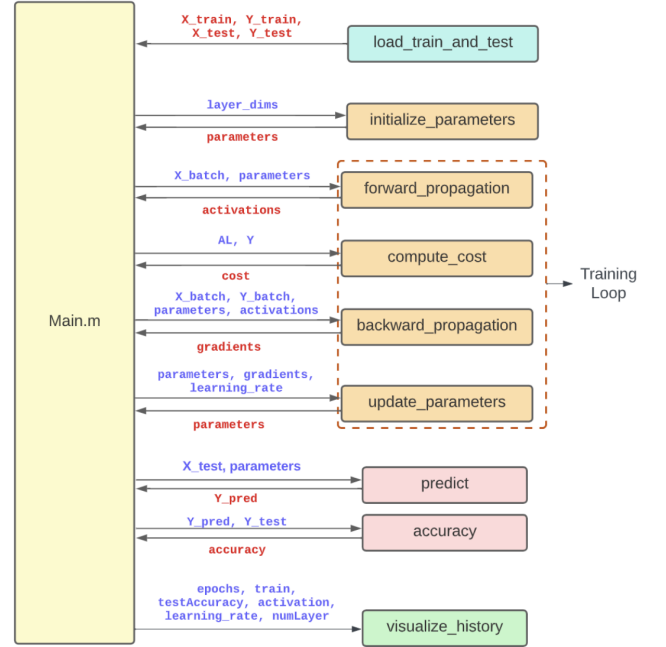 X_train, Y_train,
X_test, Y_test
load_train_and_test
layer_dims
initialize_parameters
parameters
X_batch, parameters
forward_propagation
activations
AL, Y
compute_cost
cost
Training
Loop
X_batch, Y_batch,
parameters, activations
Main.m
backward_propagation
gradients
parameters, gradients,
learning_rate
update_parameters
parameters
X_test, parameters
predict
Y_pred
Y_pred, Y_test
accuracy
accuracy
epochs, train,
testAccuracy, activation,
learning_rate, numLayer
visualize_history